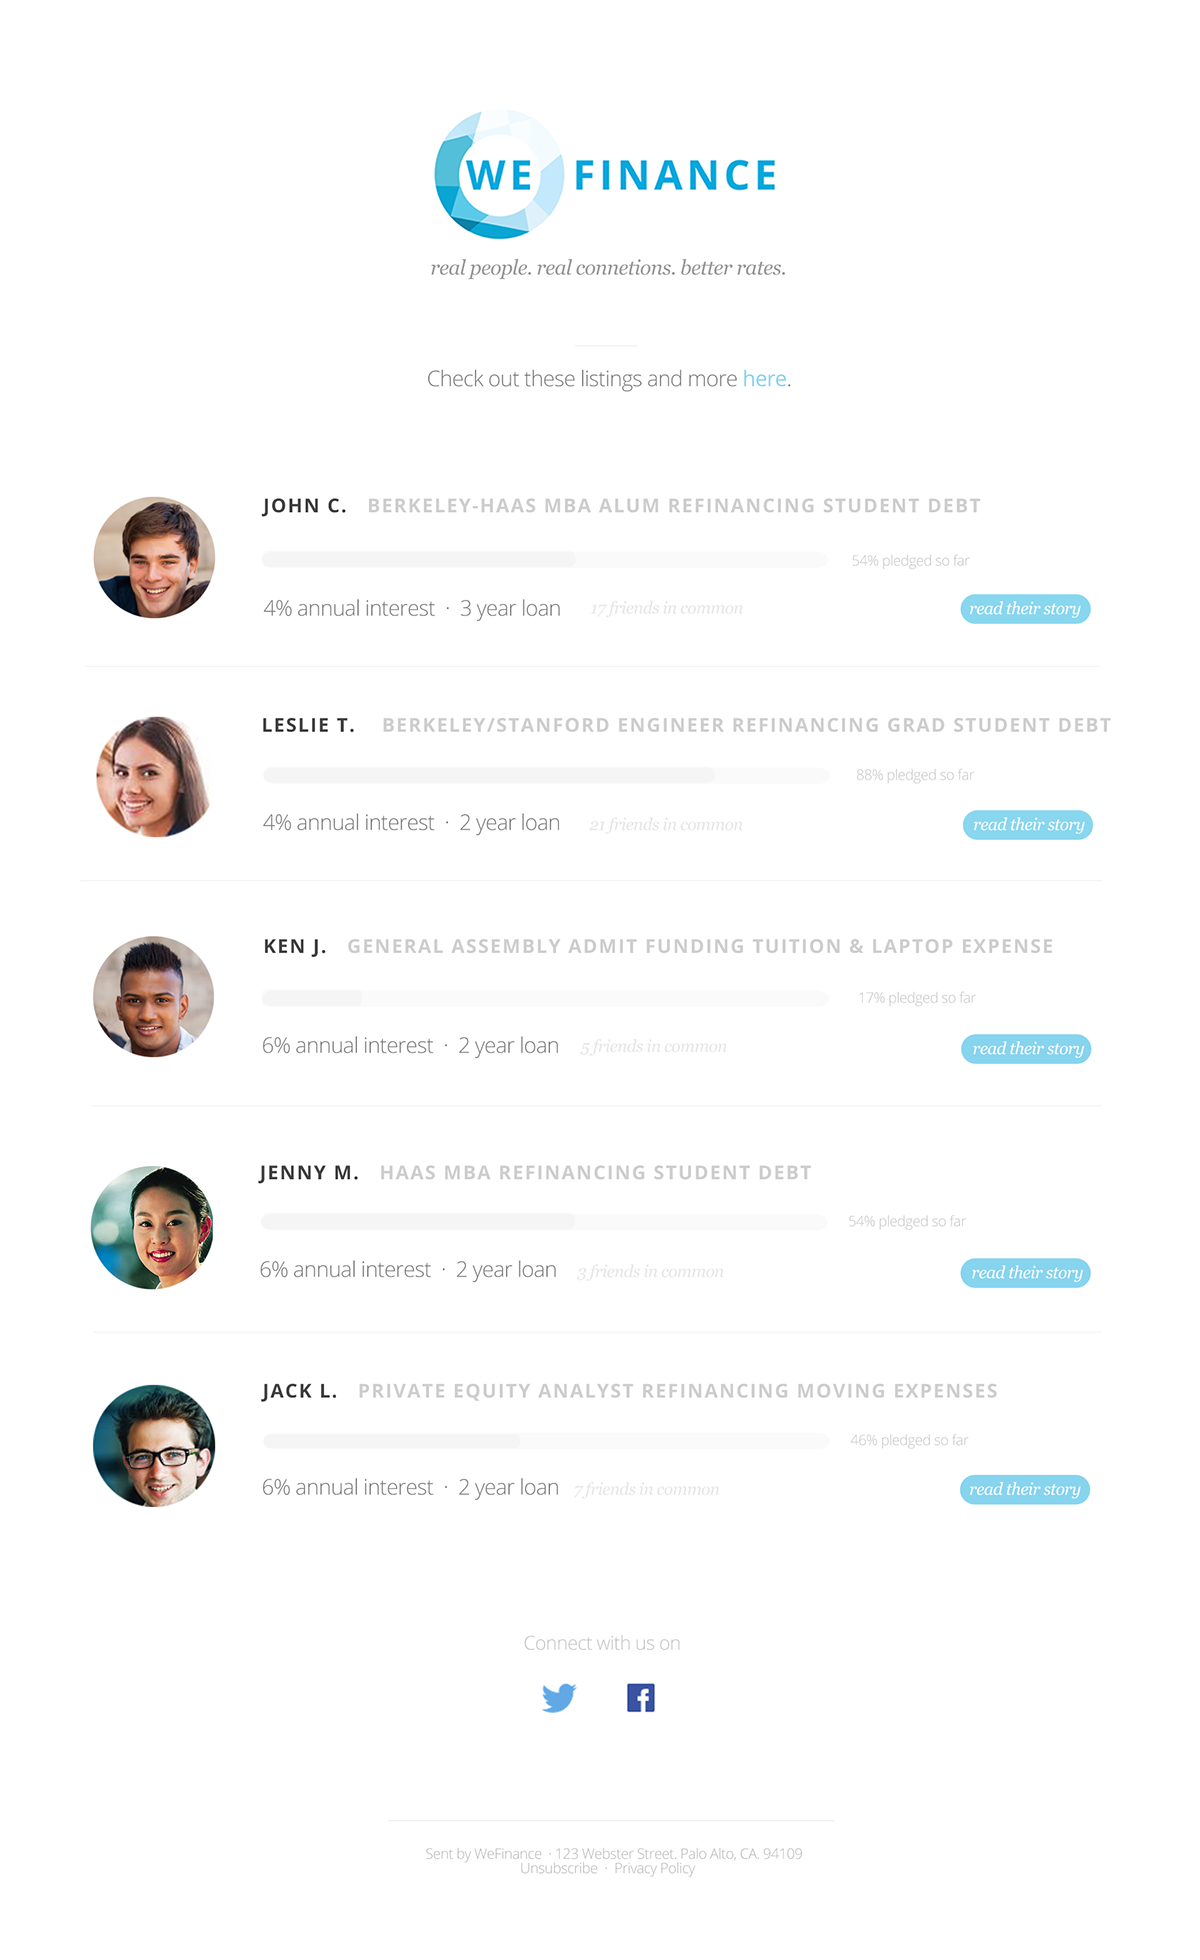 WE FINANCE
real people. real connetions. better rates.
Check out these listings and more here.
JOHN C. BERKELEY-HAAS MBA ALUM REFINANCING STUDENT DEBT
54% pledged so far
4% annual interest · 3 year loan 17 friends in common read their story
LESLIE T. BERKELEY/STANFORD ENGINEER REFINANCING GRAD STUDENT DEBT
88% pledged so far
4% annual interest · 2 year loan 21 friends in common read their story
KEN J. GENERAL ASSEMBLY ADMIT FUNDING TUITION & LAPTOP EXPENSE
17% pledged so far
6% annual interest · 2 year loan 5 friends in common read their story
JENNY M. HAAS MBA REFINANCING STUDENT DEBT
54% pledged so far
6% annual interest · 2 year loan 3 friends in common read their story
JACK L. PRIVATE EQUITY ANALYST REFINANCING MOVING EXPENSES
46% pledged so far
6% annual interest · 2 year loan 7 friends in common read their story
Connect with us on
Sent by WeFinance · 123 Webster Street. Palo Alto, CA. 94109
Unsubscribe · Privacy Policy